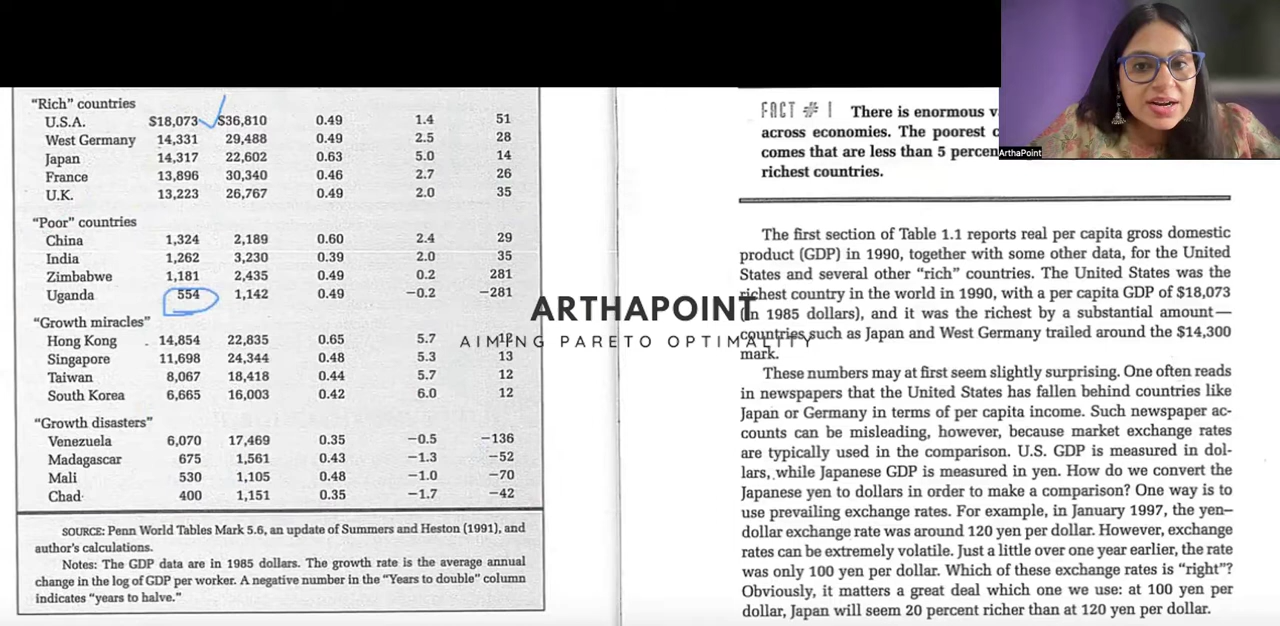 "Rich" countries
U.S.A. $18,073 $36,810 0.49 1.4 51
West Germany 14,331 29,488 0.49 2.5 28
Japan 14,317 22,602 0.63 5.0 14
France 13,896 30,340 0.46 2.7 26
U.K. 13,223 26,767 0.49 2.0 35
"Poor" countries
China 1,324 2,189 0.60 2.4 29
India 1,262 3,230 0.39 2.0 35
Zimbabwe 1,181 2,435 0.49 0.2 281
Uganda 554 1,142 0.49 −0.2 −281
"Growth miracles"
Hong Kong 14,854 22,835 0.65 5.7
Singapore 11,698 24,344 0.48 5.3 13
Taiwan 8,067 18,418 0.44 5.7 12
South Korea 6,665 16,003 0.42 6.0 12
"Growth disasters"
Venezuela 6,070 17,469 0.35 −0.5 −136
Madagascar 675 1,561 0.43 −1.3 −52
Mali 530 1,105 0.48 −1.0 −70
Chad 400 1,151 0.35 −1.7 −42
SOURCE: Penn World Tables Mark 5.6, an update of Summers and Heston (1991), and
author's calculations.
Notes: The GDP data are in 1985 dollars. The growth rate is the average annual
change in the log of GDP per worker. A negative number in the "Years to double" column
indicates "years to halve."
ARTHAPOINT
AIMING PARETO OPTIMALITY
FACT #1 There is enormous
across economies. The poorest
comes that are less than 5
richest countries.
ArthaPoint
The first section of Table 1.1 reports real per capita gross domestic
product (GDP) in 1990, together with some other data, for the United
States and several other "rich" countries. The United States was the
richest country in the world in 1990, with a per capita GDP of $18,073
(in 1985 dollars), and it was the richest by a substantial amount—
countries such as Japan and West Germany trailed around the $14,300
mark.
These numbers may at first seem slightly surprising. One often reads
in newspapers that the United States has fallen behind countries like
Japan or Germany in terms of per capita income. Such newspaper ac-
counts can be misleading, however, because market exchange rates
are typically used in the comparison. U.S. GDP is measured in dol-
lars, while Japanese GDP is measured in yen. How do we convert the
Japanese yen to dollars in order to make a comparison? One way is to
use prevailing exchange rates. For example, in January 1997, the yen–
dollar exchange rate was around 120 yen per dollar. However, exchange
rates can be extremely volatile. Just a little over one year earlier, the rate
was only 100 yen per dollar. Which of these exchange rates is "right"?
Obviously, it matters a great deal which one we use: at 100 yen per
dollar, Japan will seem 20 percent richer than at 120 yen per dollar.